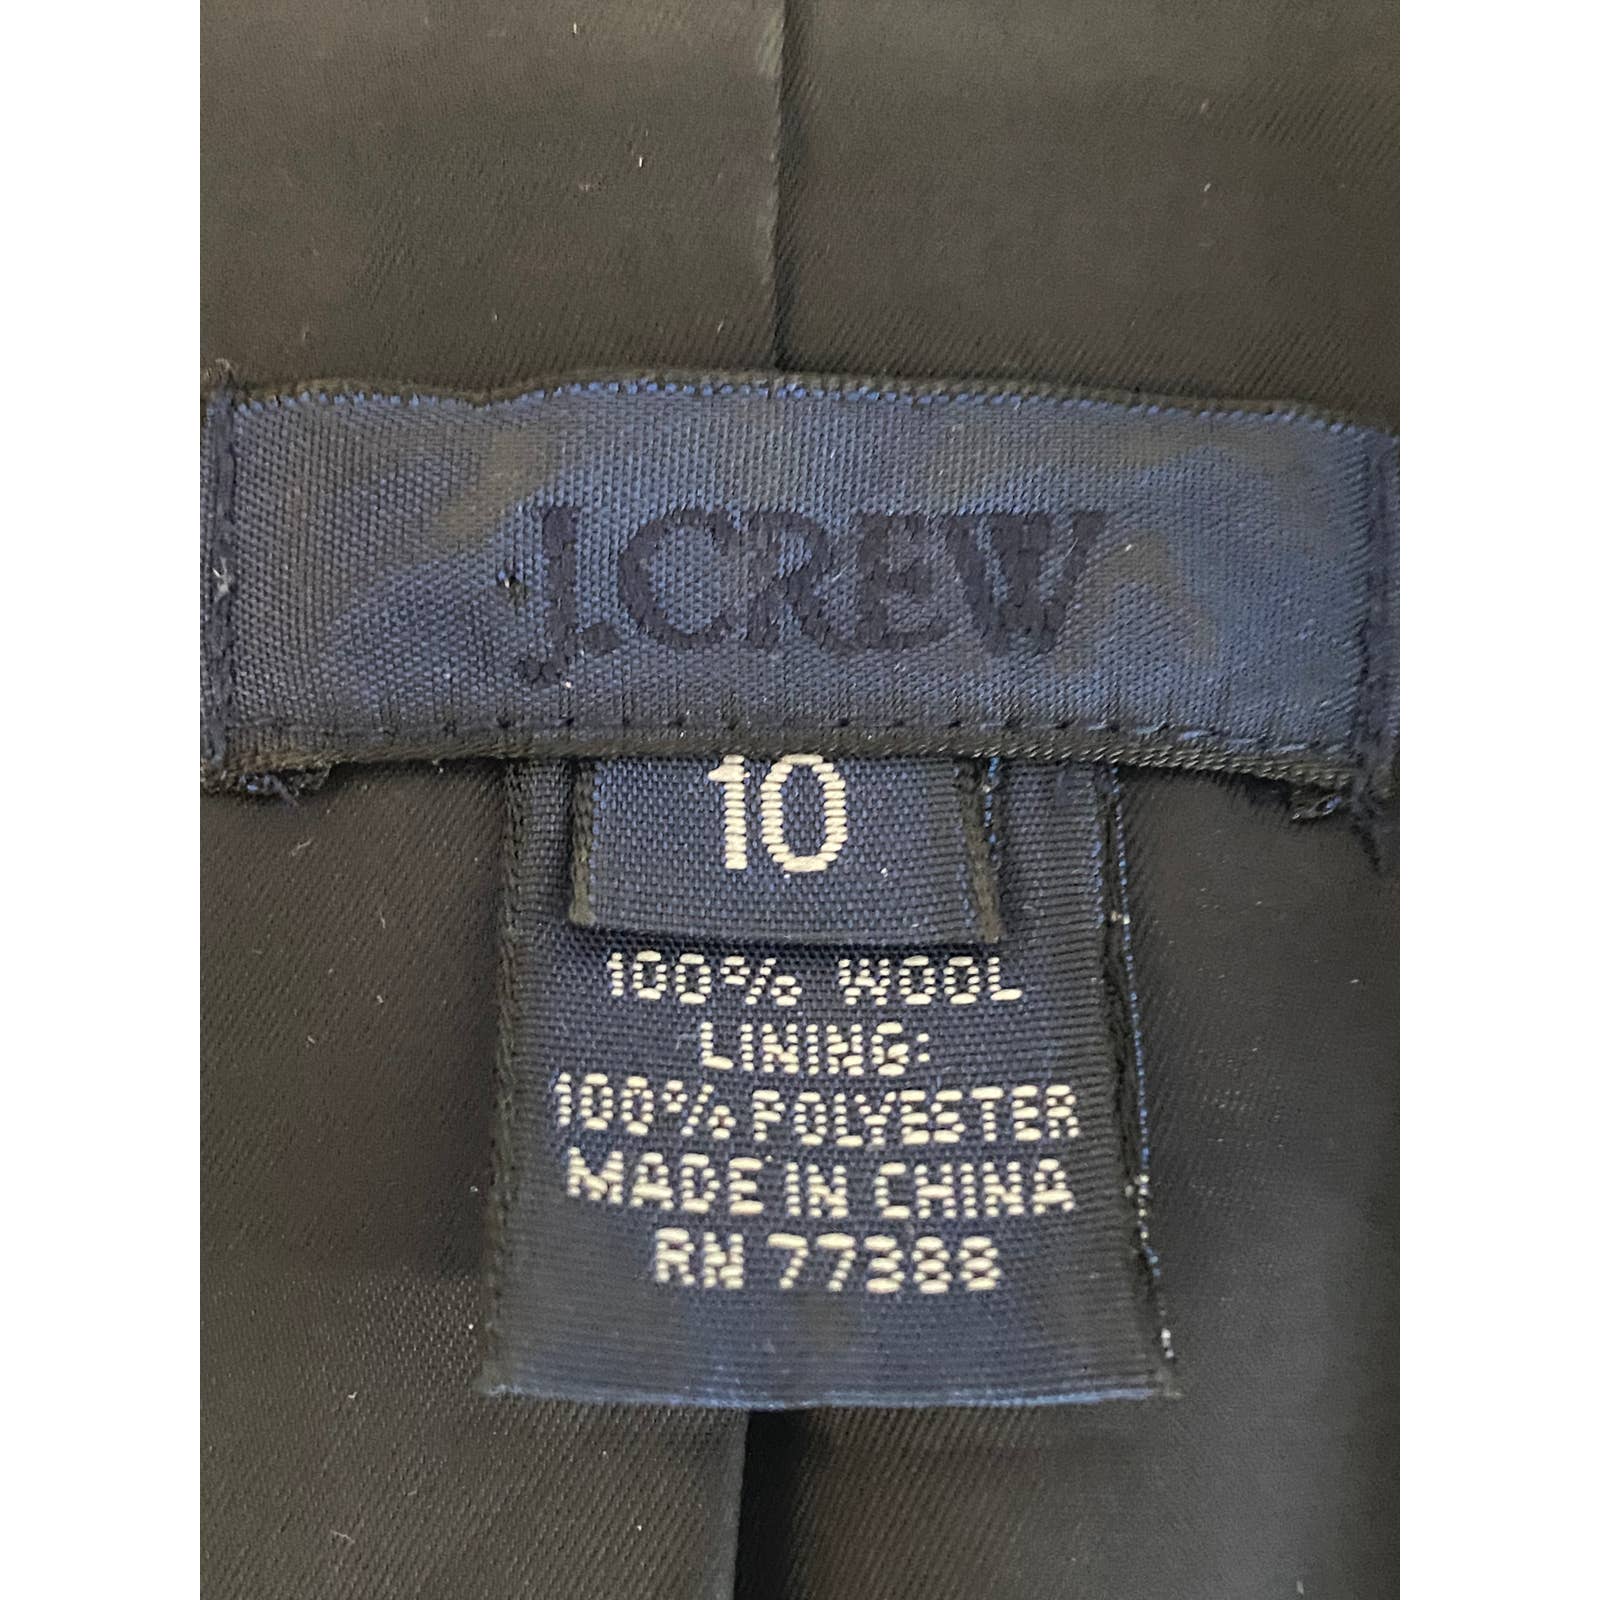 J.CREW
10
100% WOOL
LINING:
100% POLYESTER
MADE IN CHINA
RN 77388